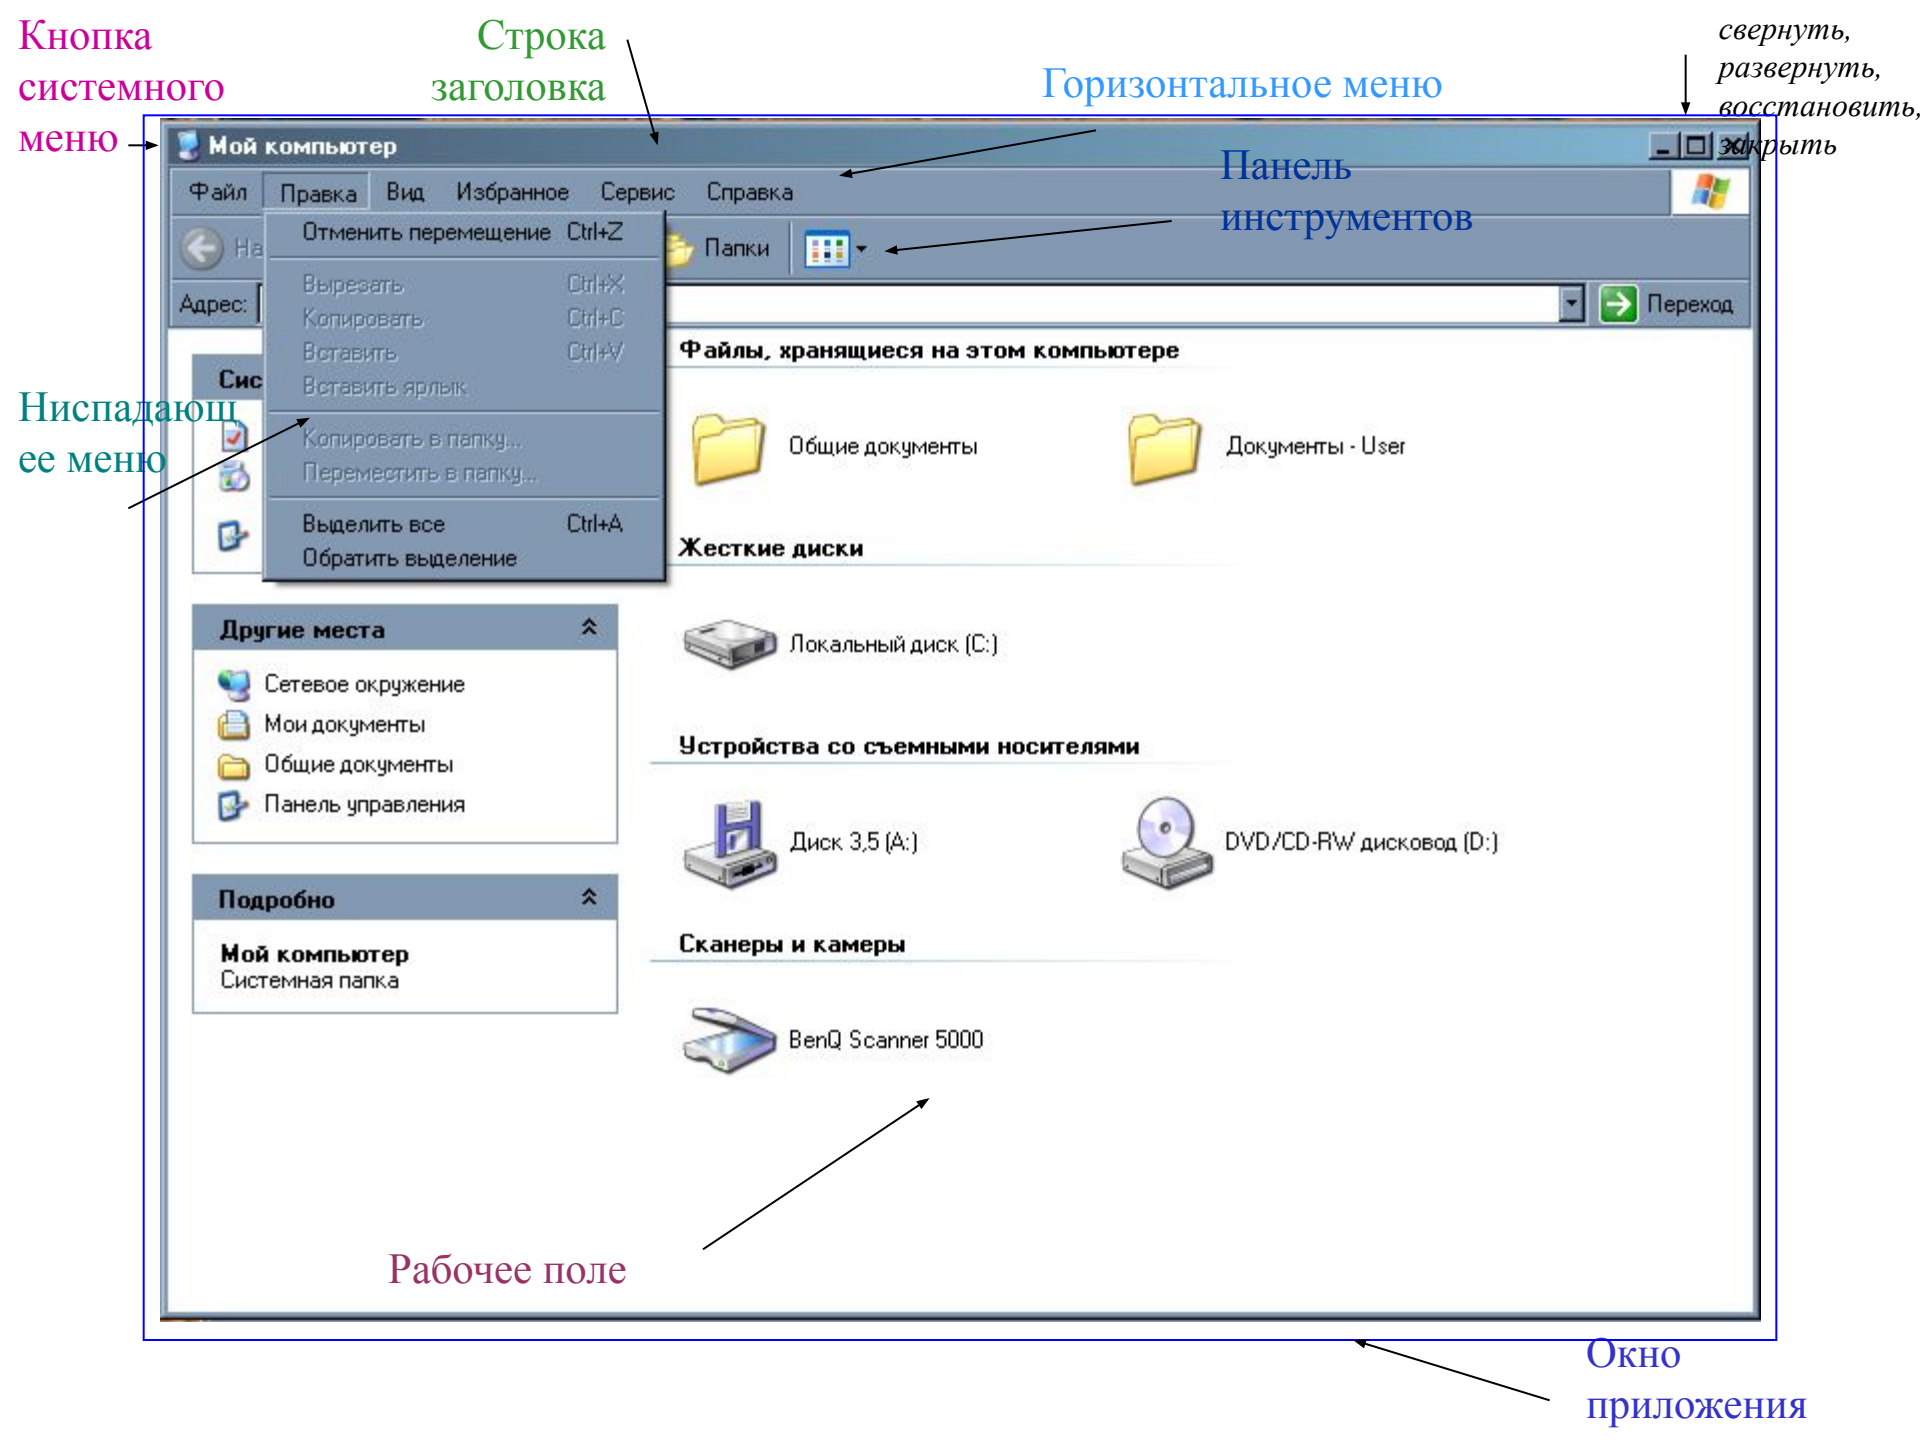 Кнопка
системного
меню
Строка
заголовка
Горизонтальное меню
свернуть,
развернуть,
восстановить,
закрыть
Мой компьютер
Панель
инструментов
Файл Правка Вид Избранное Сервис Справка
На
Папки
Отменить перемещение Ctrl+Z
Вырезать Ctrl+X
Копировать Ctrl+C
Вставить Ctrl+V
Вставить ярлык
Копировать в папку...
Переместить в папку...
Выделить все Ctrl+A
Обратить выделение
Адрес:
Переход
Сис
Ниспадающ
ее меню
Файлы, хранящиеся на этом компьютере
Общие документы
Документы - User
Жесткие диски
Локальный диск (C:)
Другие места
Сетевое окружение
Мои документы
Общие документы
Панель управления
Устройства со съемными носителями
Диск 3,5 (A:)
DVD/CD-RW дисковод (D:)
Подробно
Мой компьютер
Системная папка
Сканеры и камеры
BenQ Scanner 5000
Рабочее поле
Окно
приложения